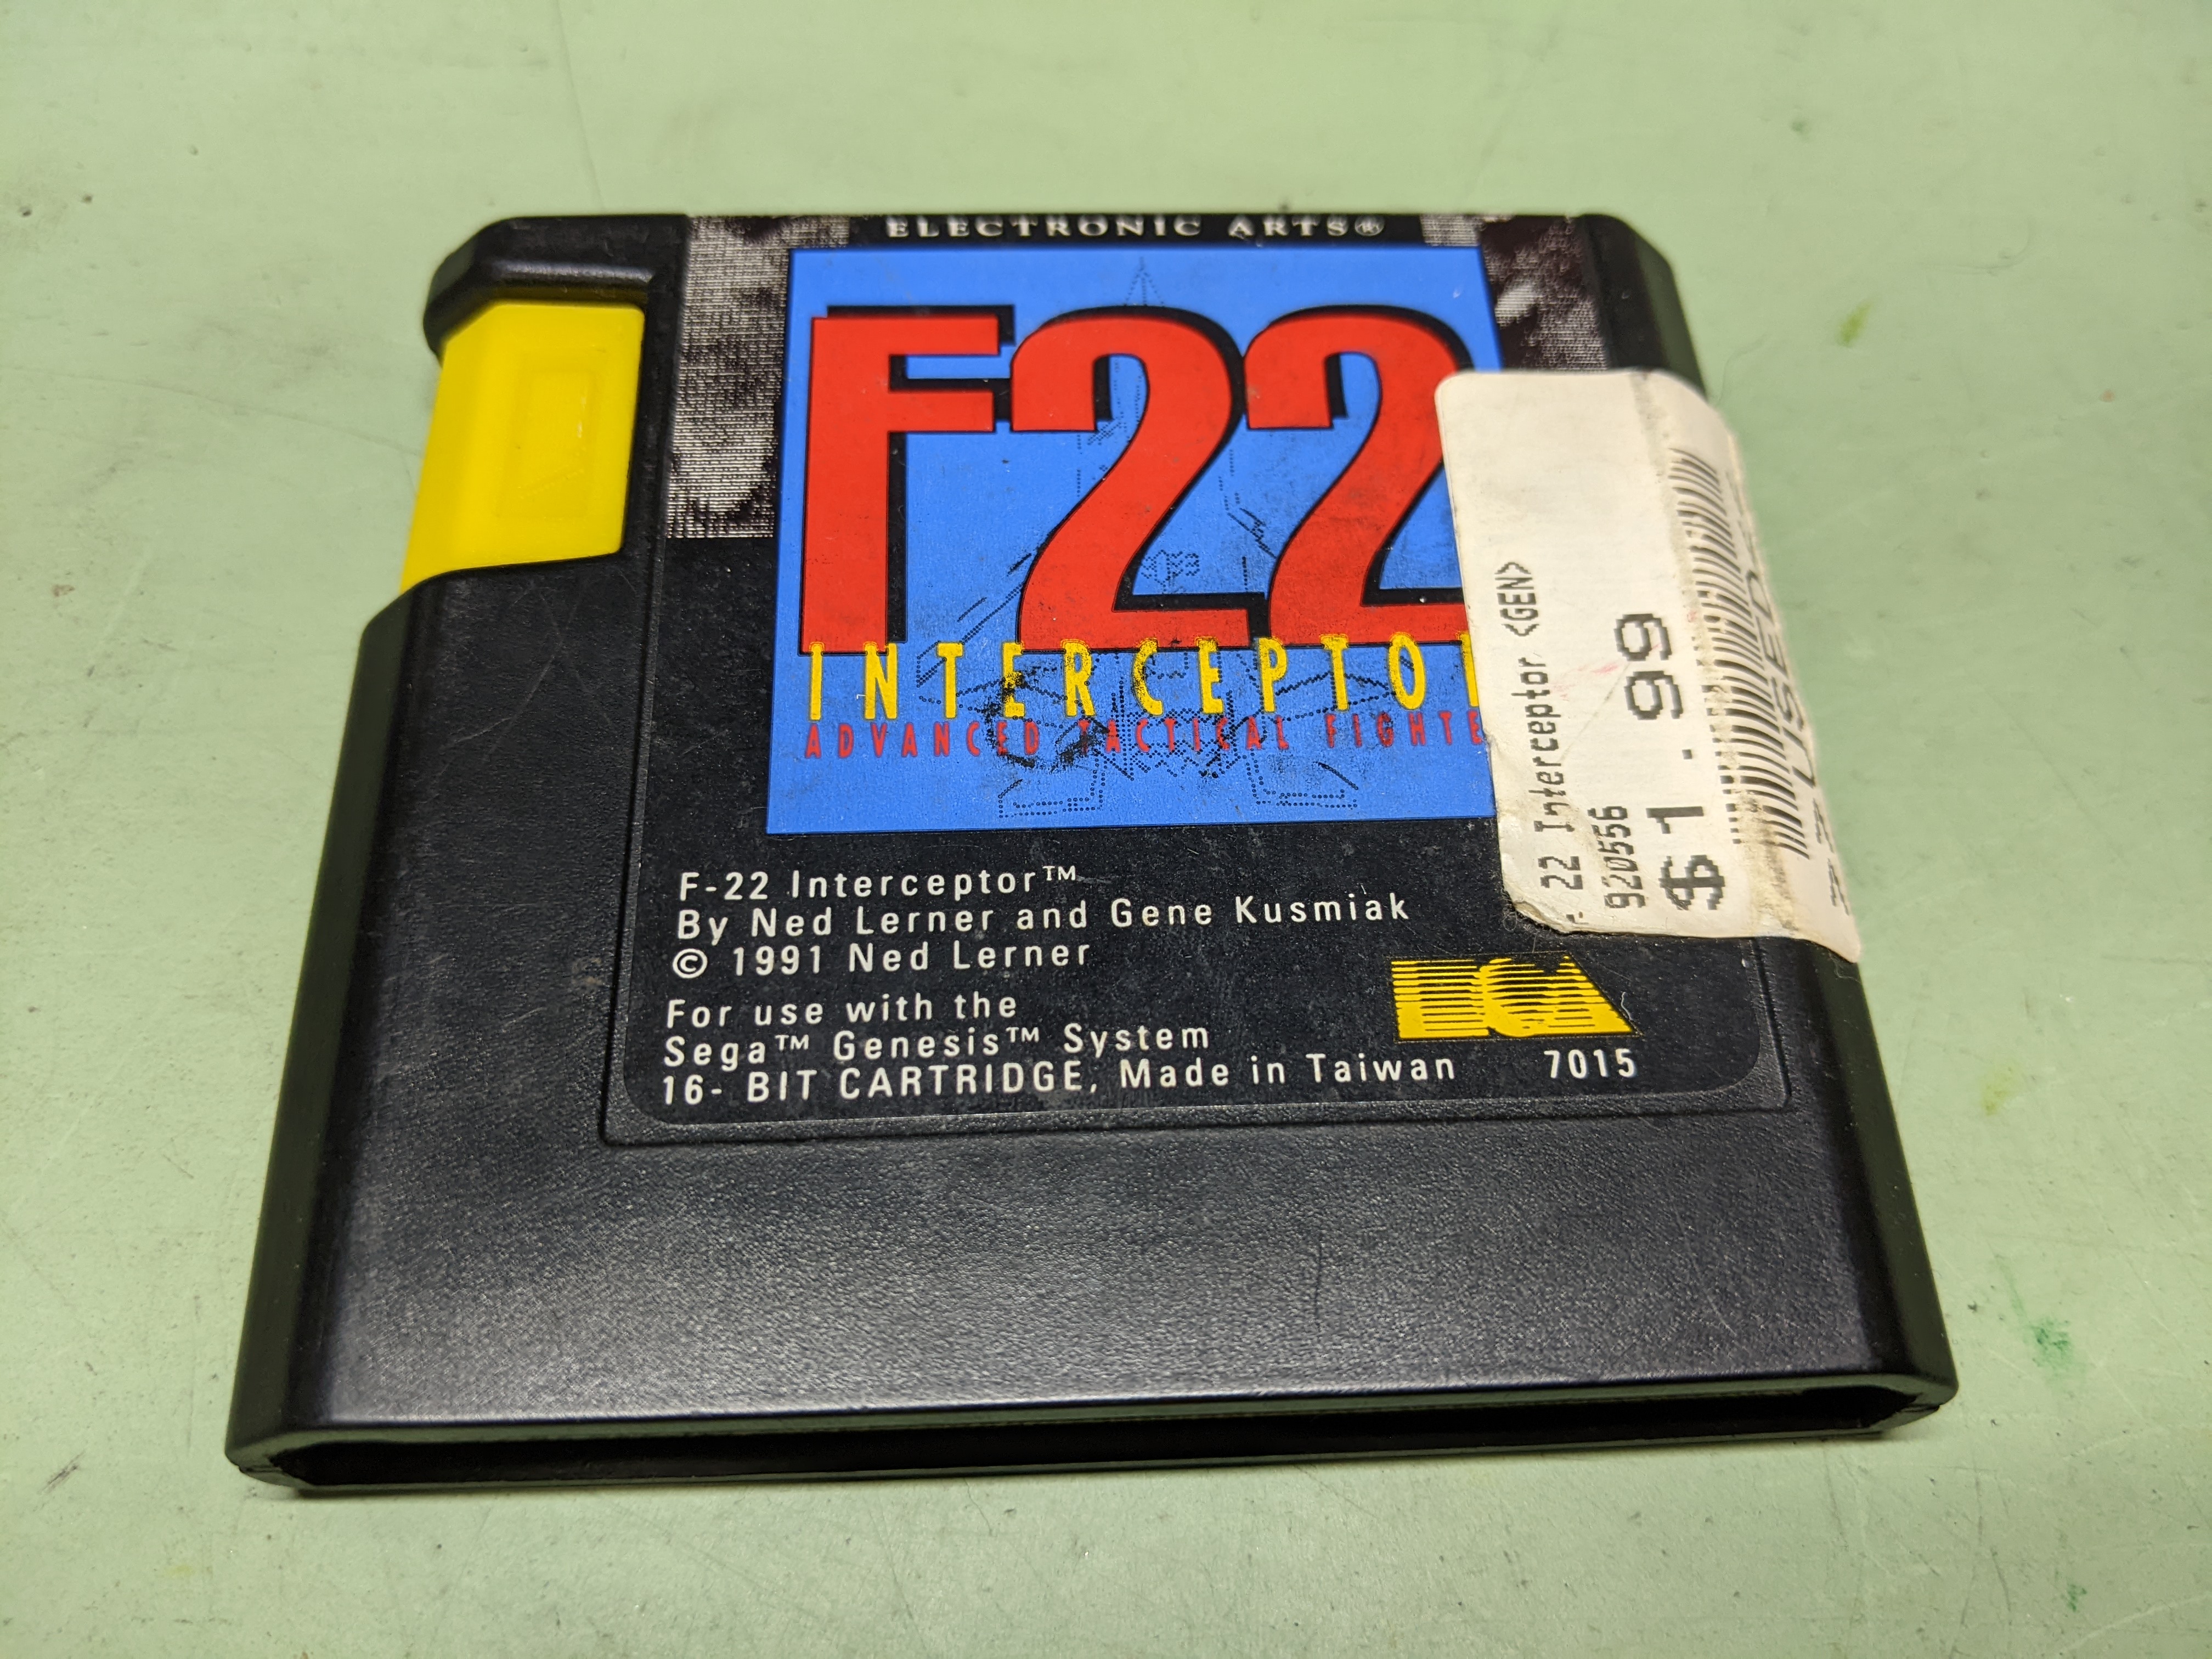 ELECTRONIC ARTS®
F22
INTERCEPTOR
ADVANCED TACTICAL FIGHTE
F-22 Interceptor™
By Ned Lerner and Gene Kusmiak
© 1991 Ned Lerner
For use with the
Sega™ Genesis™ System
16- BIT CARTRIDGE, Made in Taiwan
7015
EA
22 Interceptor <GEN>
920556
$1.99
USED